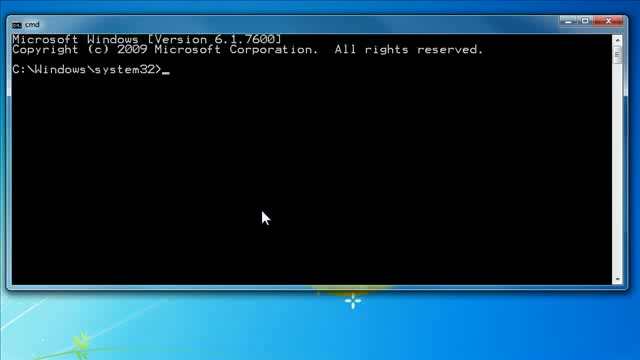 cmd
Microsoft Windows [Version 6.1.7600]
Copyright (c) 2009 Microsoft Corporation.  All rights reserved.
C:\Windows\system32>_